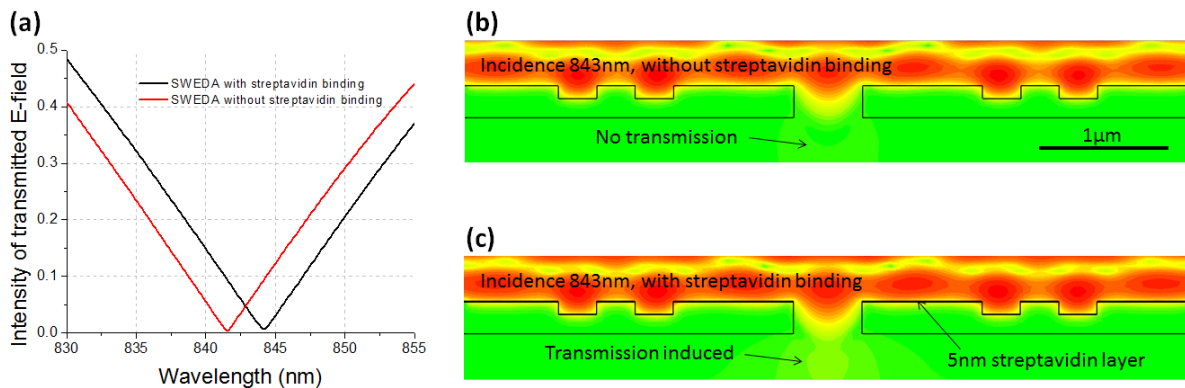 (a)
Intensity of transmitted E-field
0.5
0.4
0.3
0.2
0.1
0.0
SWEDA with streptavidin binding
SWEDA without streptavidin binding
830 835 840 845 850 855
Wavelength (nm)
(b)
Incidence 843nm, without streptavidin binding
No transmission
1μm
(c)
Incidence 843nm, with streptavidin binding
Transmission induced
5nm streptavidin layer